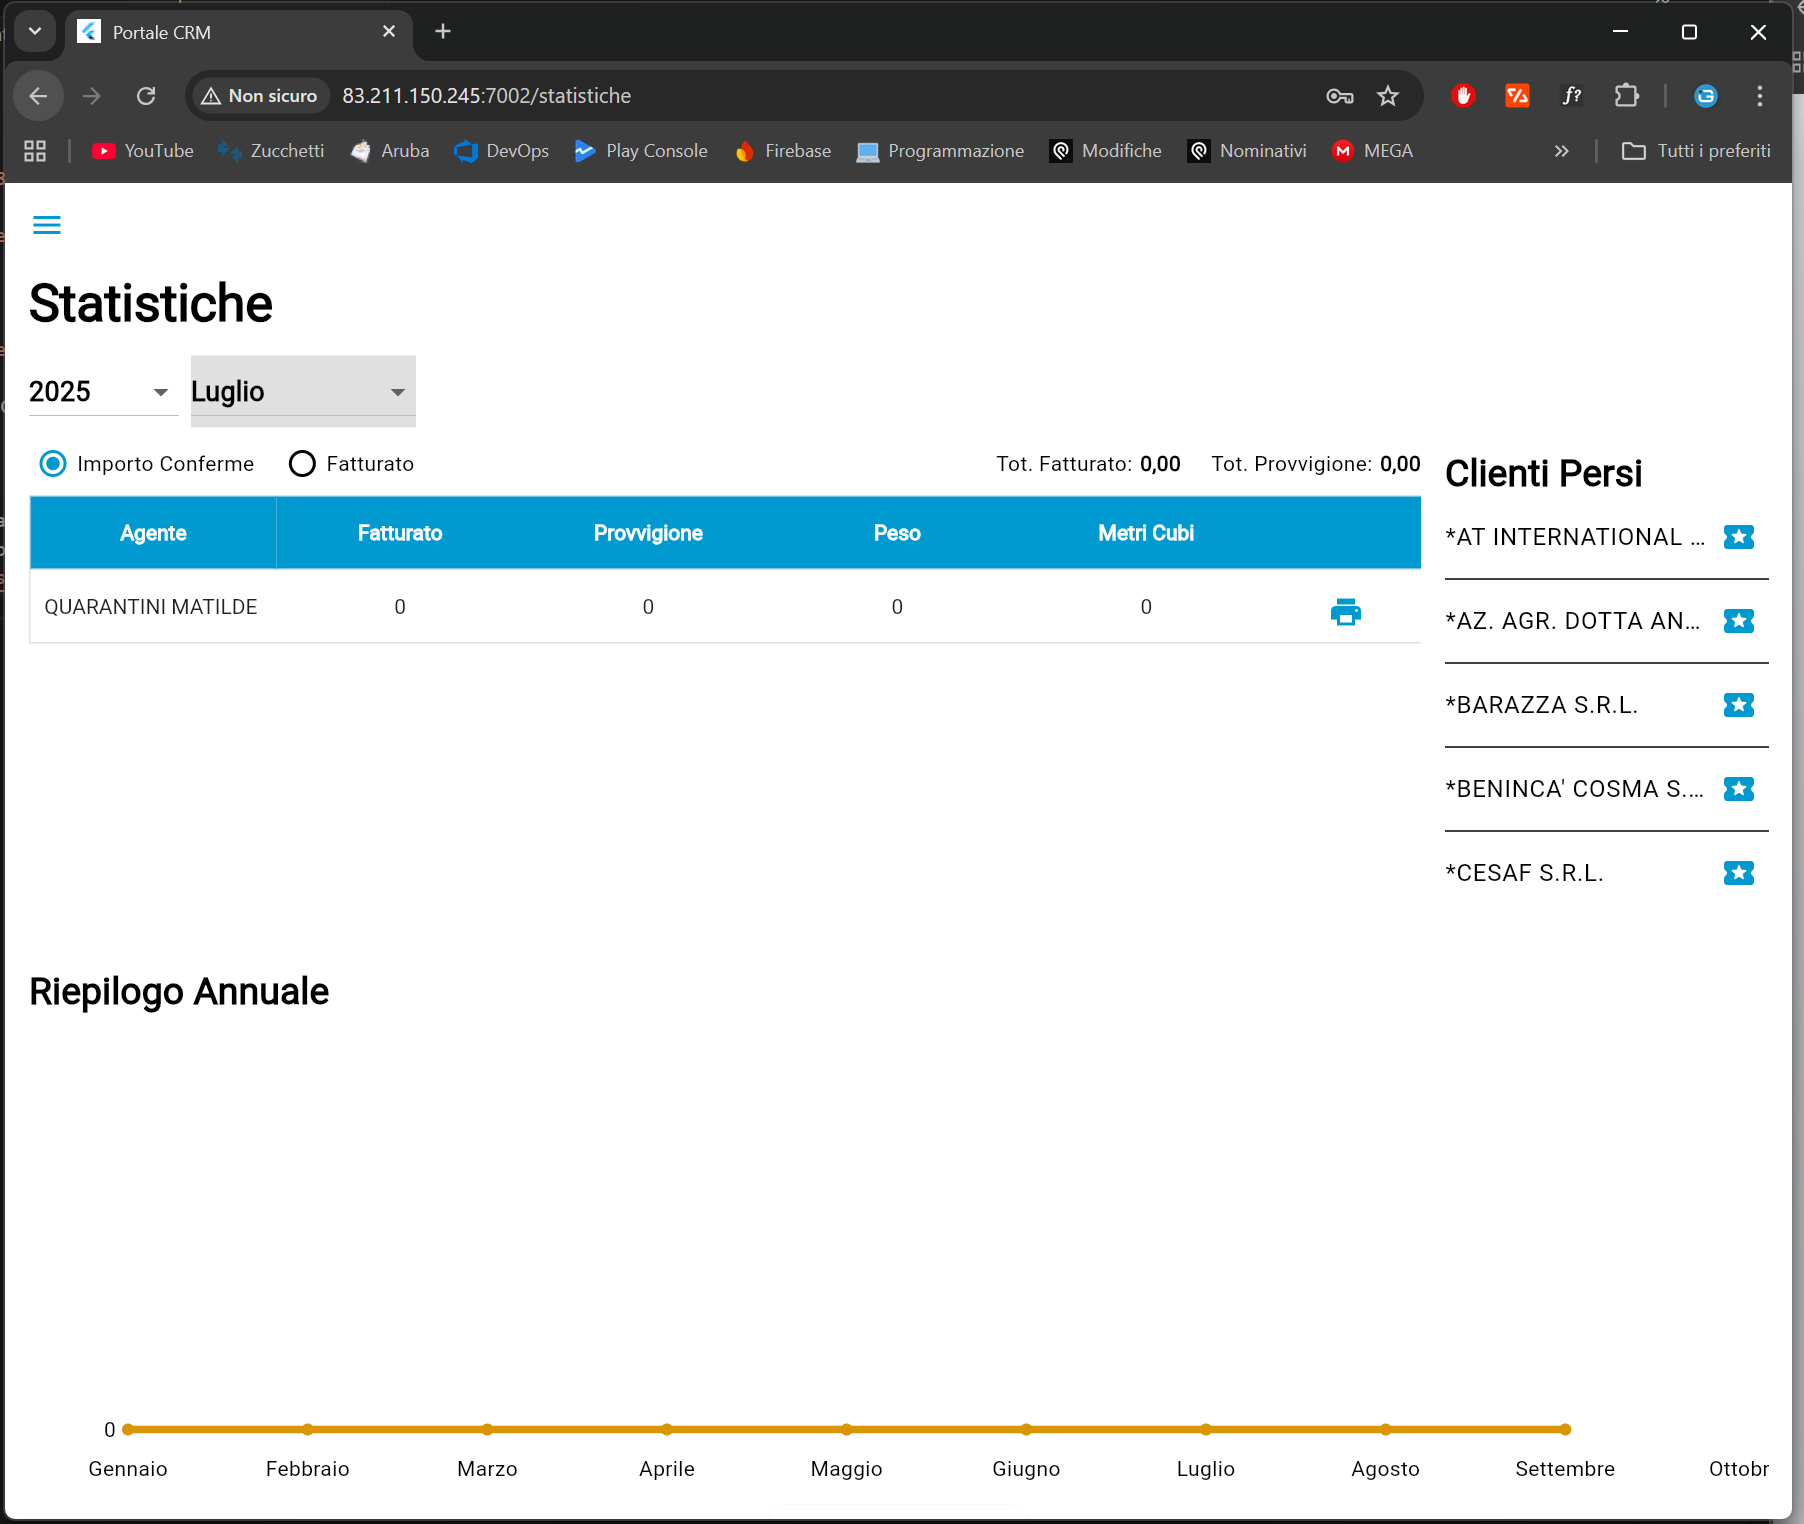 Portale CRM
Non sicuro 83.211.150.245:7002/statistiche f?
YouTube Zucchetti Aruba DevOps Play Console Firebase Programmazione Modifiche Nominativi MEGA » Tutti i preferiti
Statistiche
2025 Luglio
Importo Conferme Fatturato Tot. Fatturato: 0,00 Tot. Provvigione: 0,00
Agente Fatturato Provvigione Peso Metri Cubi
QUARANTINI MATILDE 0 0 0 0
Clienti Persi
*AT INTERNATIONAL ...
*AZ. AGR. DOTTA AN...
*BARAZZA S.R.L.
*BENINCA' COSMA S....
*CESAF S.R.L.
Riepilogo Annuale
0
Gennaio Febbraio Marzo Aprile Maggio Giugno Luglio Agosto Settembre Ottobr